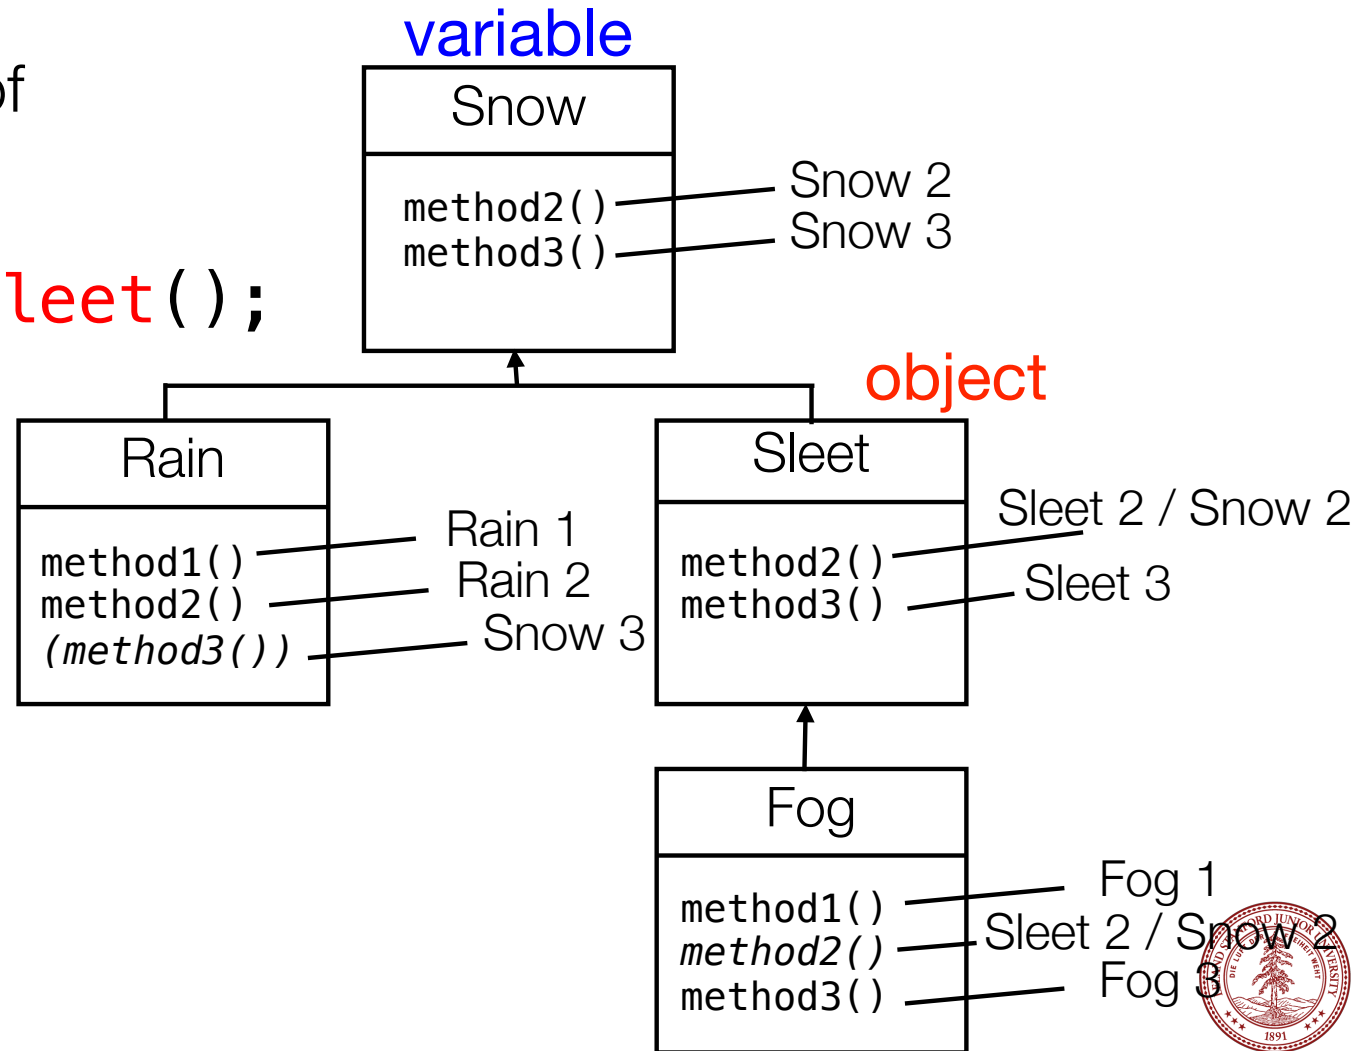 variable
of
Snow
method2()
Snow 2
method3()
Snow 3
leet();
object
Rain
method1()
Rain 1
method2()
Rain 2
(method3())
Snow 3
Sleet
method2()
Sleet 2 / Snow 2
method3()
Sleet 3
Fog
method1()
Fog 1
method2()
Sleet 2 / Snow 2
method3()
Fog 3
1891